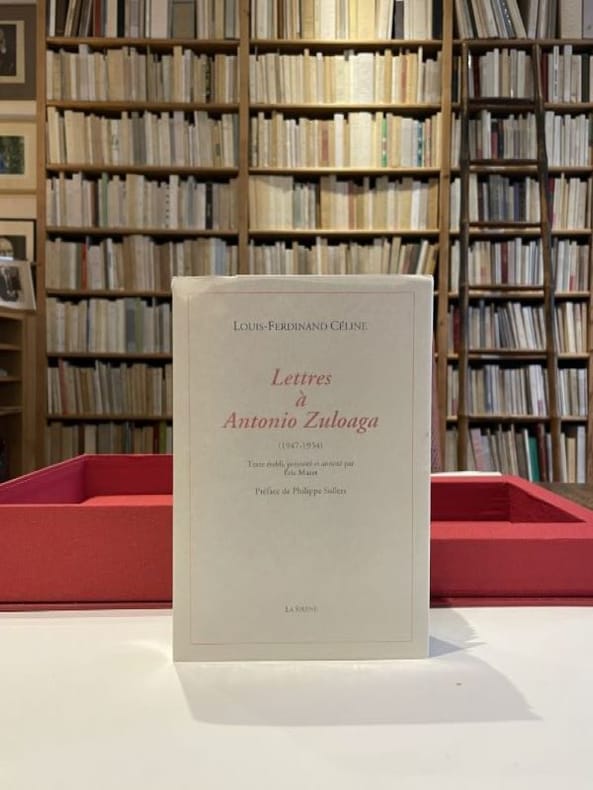 LOUIS-FERDINAND CÉLINE
Lettres
à
Antonio Zuloaga
(1947-1954)
Texte établi, présenté et annoté par
Éric Mazet
Préface de Philippe Sollers
LA SIRÈNE